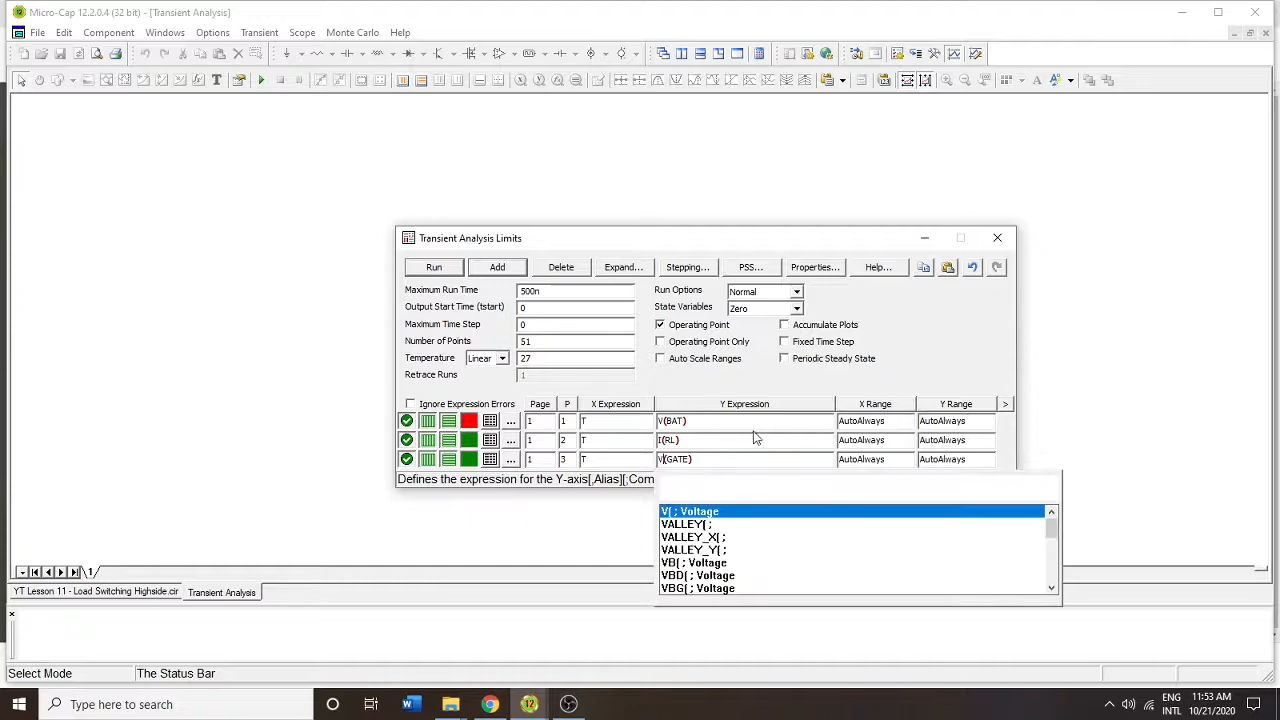 Micro-Cap 12.2.0.4 (32 bit) - [Transient Analysis]
File Edit Component Windows Options Transient Scope Monte Carlo Help
Transient Analysis Limits
Run Add Delete Expand... Stepping... PSS... Properties... Help...
Maximum Run Time 500n Run Options Normal
Output Start Time (tstart) 0 State Variables Zero
Maximum Time Step 0 Operating Point Accumulate Plots
Number of Points 51 Operating Point Only Fixed Time Step
Temperature Linear 27 Auto Scale Ranges Periodic Steady State
Retrace Runs 1
Ignore Expression Errors Page P X Expression Y Expression X Range Y Range >
... 1 1 T V(BAT) AutoAlways AutoAlways
... 1 2 T I(RL) AutoAlways AutoAlways
... 1 3 T V(GATE) AutoAlways AutoAlways
Defines the expression for the Y-axis[,Alias][;Com
V[ ; Voltage
VALLEY[ ;
VALLEY_X[ ;
VALLEY_Y[ ;
VB[ ; Voltage
VBD[ ; Voltage
VBG[ ; Voltage
1
YT Lesson 11 - Load Switching Highside.cir Transient Analysis
Select Mode The Status Bar
Type here to search
12
ENG
INTL
11:53 AM
10/21/2020